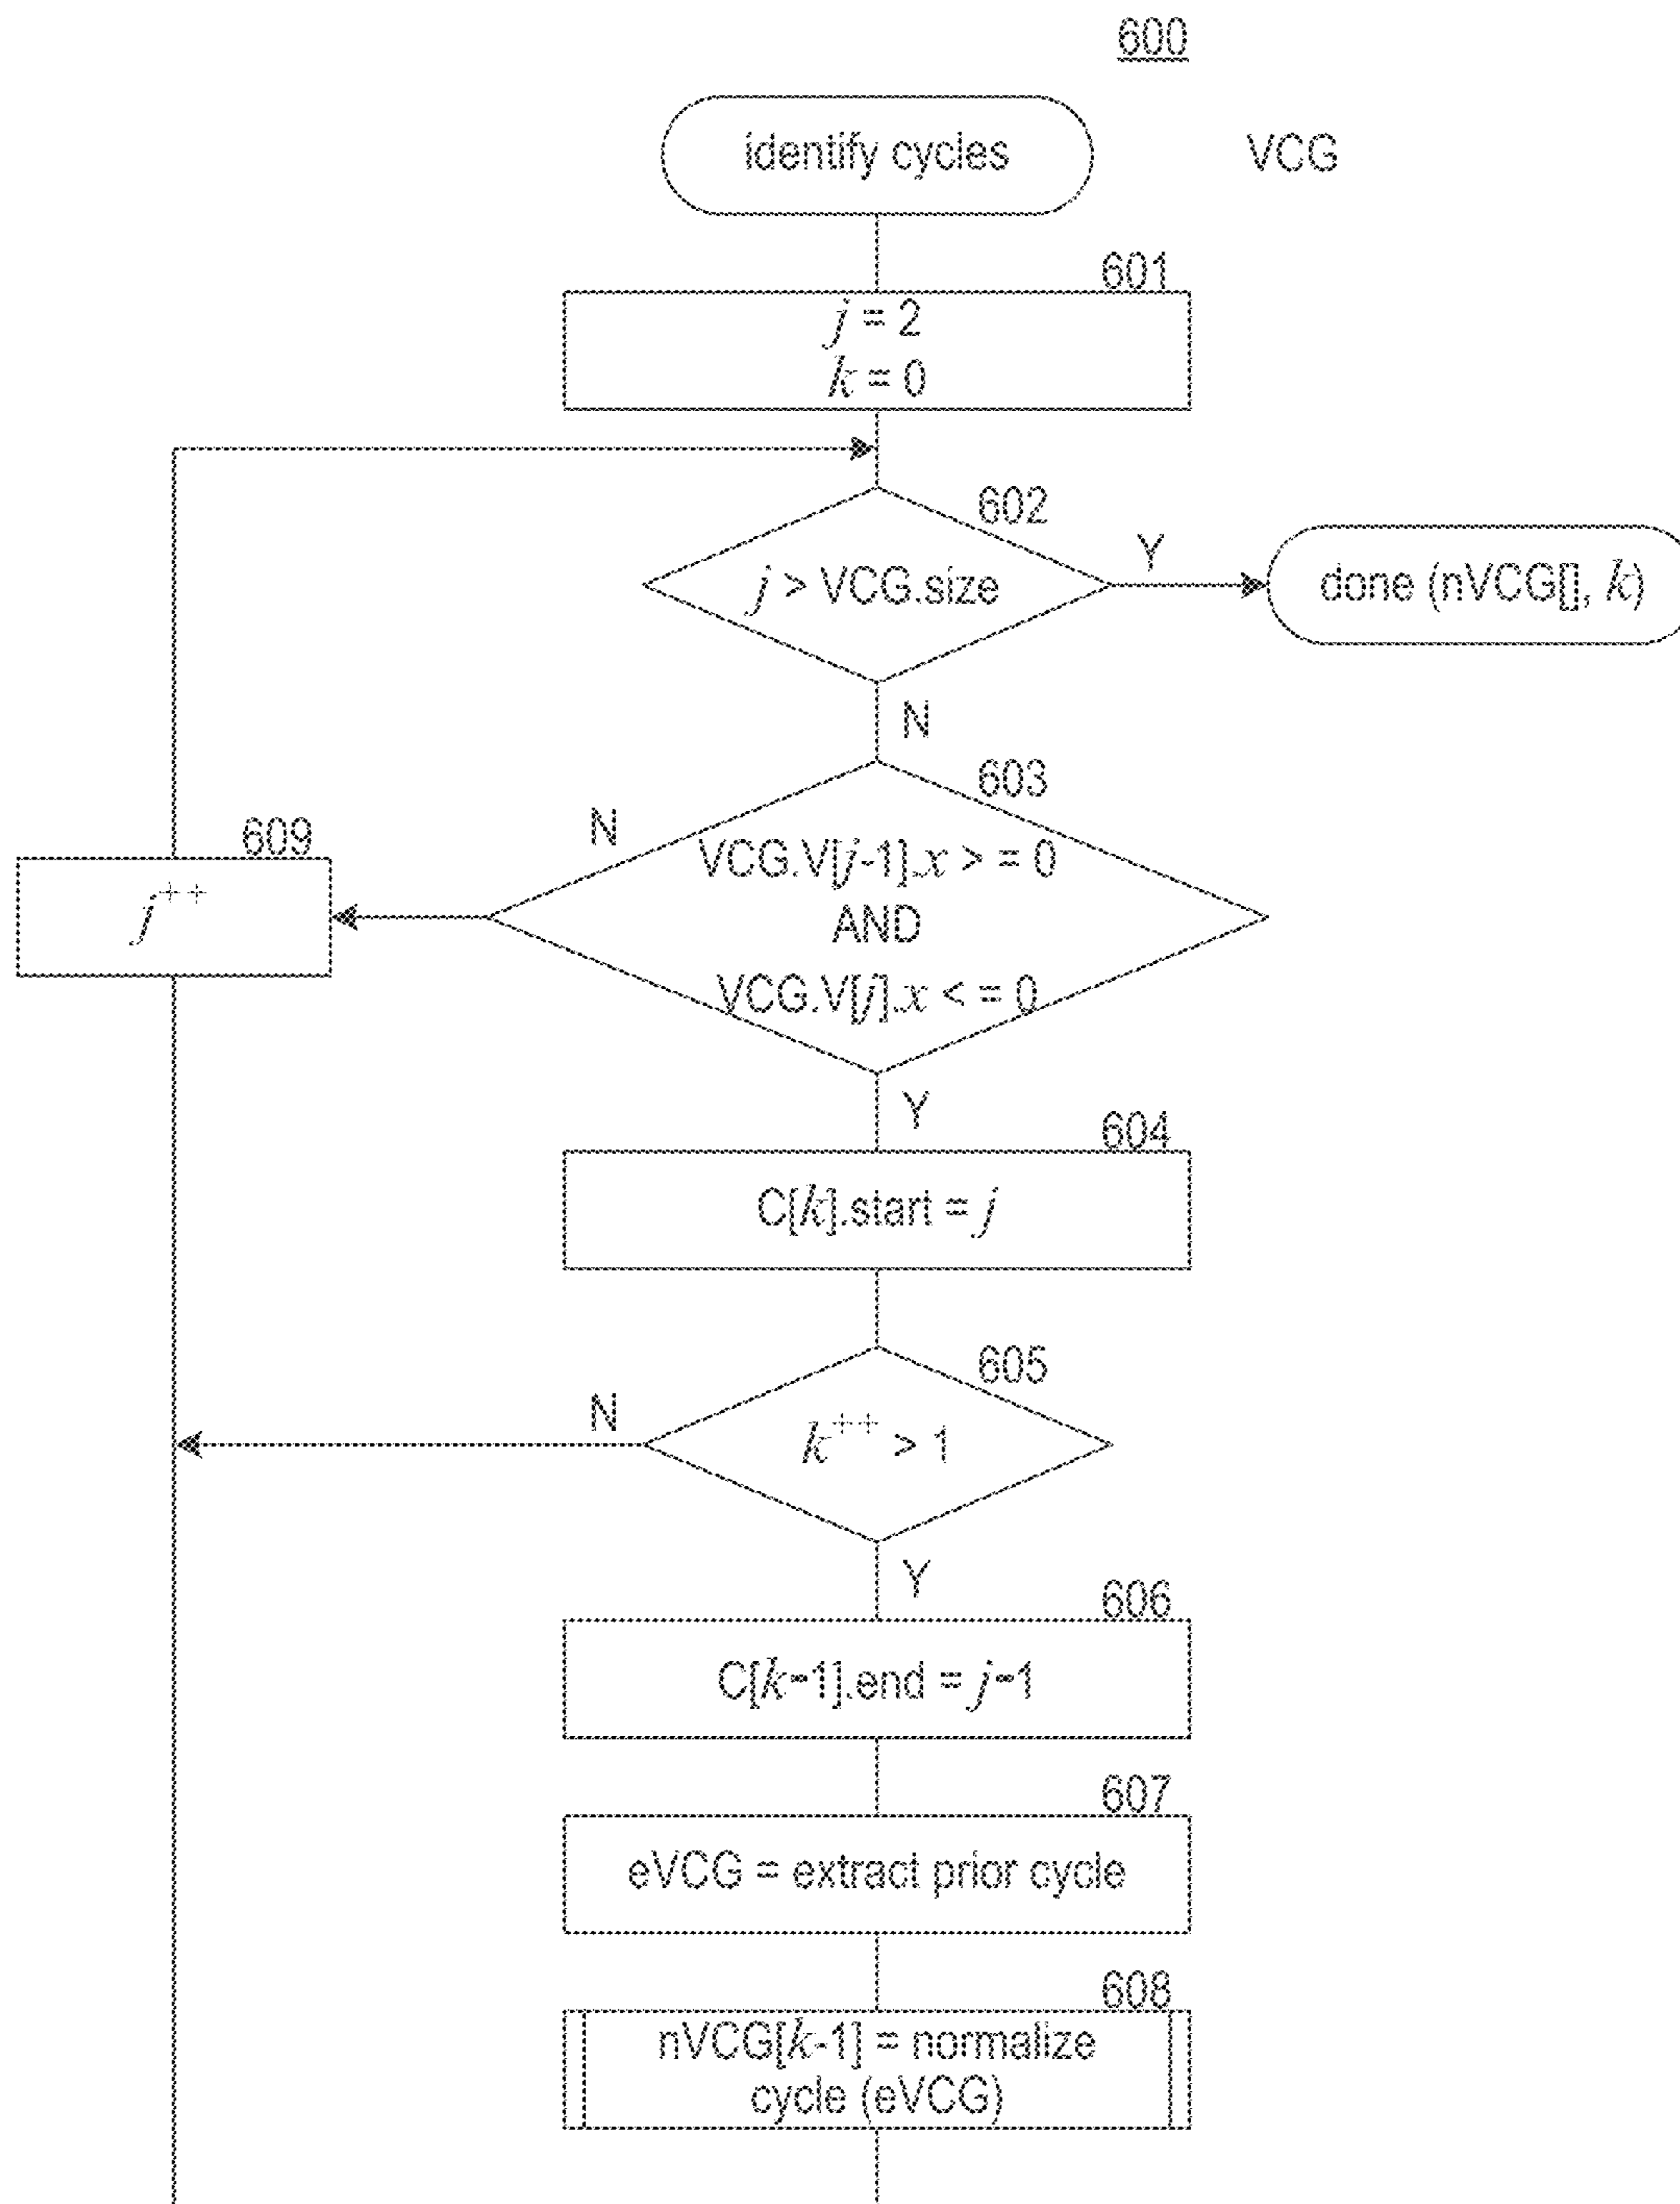 600
identify cycles
VCG
601
j = 2
k = 0
602
j > VCG.size
Y
done (nVCG[], k)
N
603
N
VCG.V[j-1].x > = 0
AND
VCG.V[j].x < = 0
609
j++
Y
604
C[k].start = j
605
N
k++ > 1
Y
606
C[k-1].end = j-1
607
eVCG = extract prior cycle
608
nVCG[k-1] = normalize
cycle (eVCG)